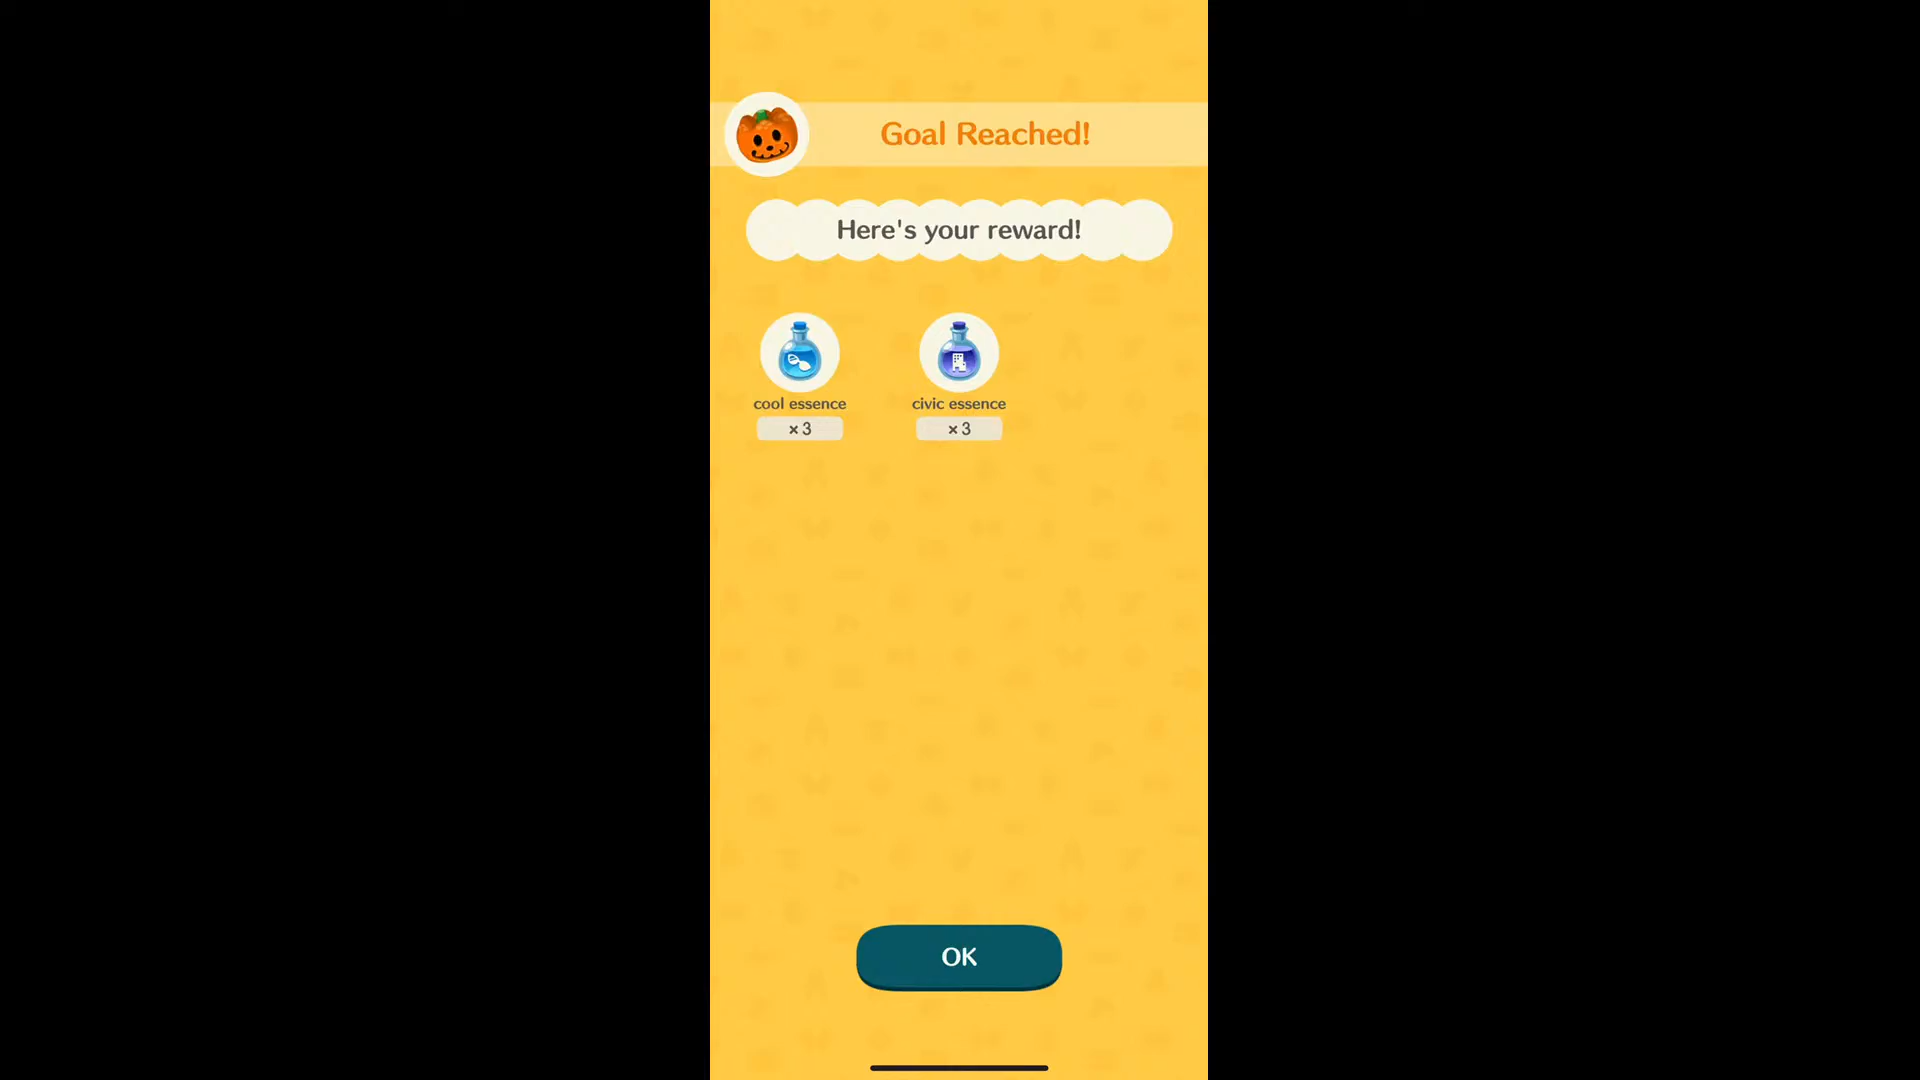 Goal Reached!
Here's your reward!
cool essence
civic essence
×3
×3
OK